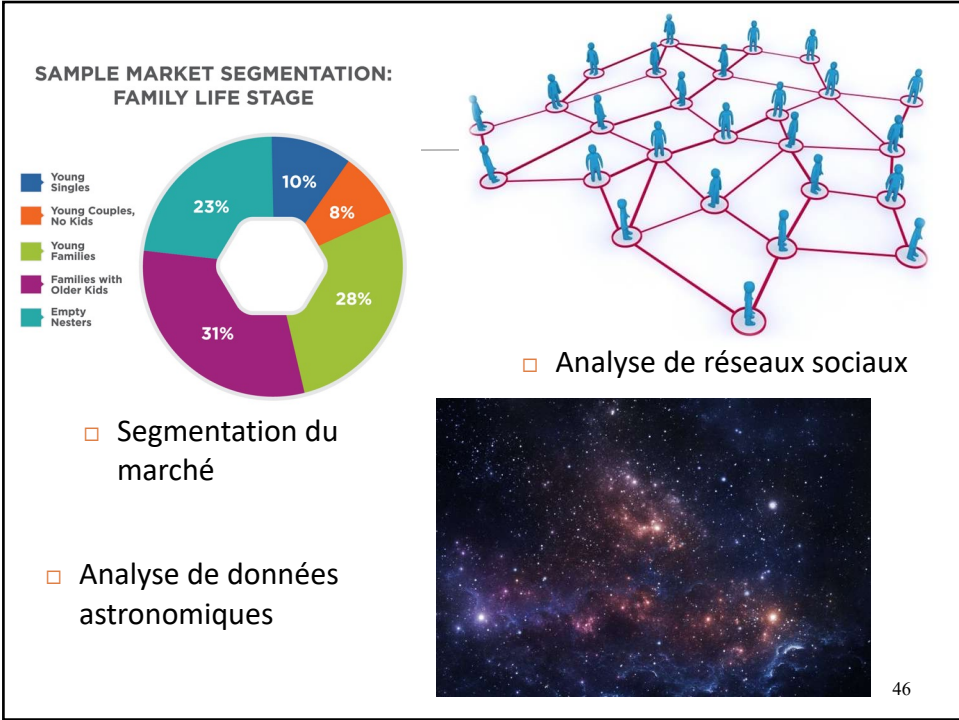 SAMPLE MARKET SEGMENTATION:
FAMILY LIFE STAGE
Young
Singles
Young Couples,
No Kids
Young
Families
Families with
Older Kids
Empty
Nesters
10%
8%
28%
31%
23%
□ Analyse de réseaux sociaux
□ Segmentation du
marché
□ Analyse de données
astronomiques
46